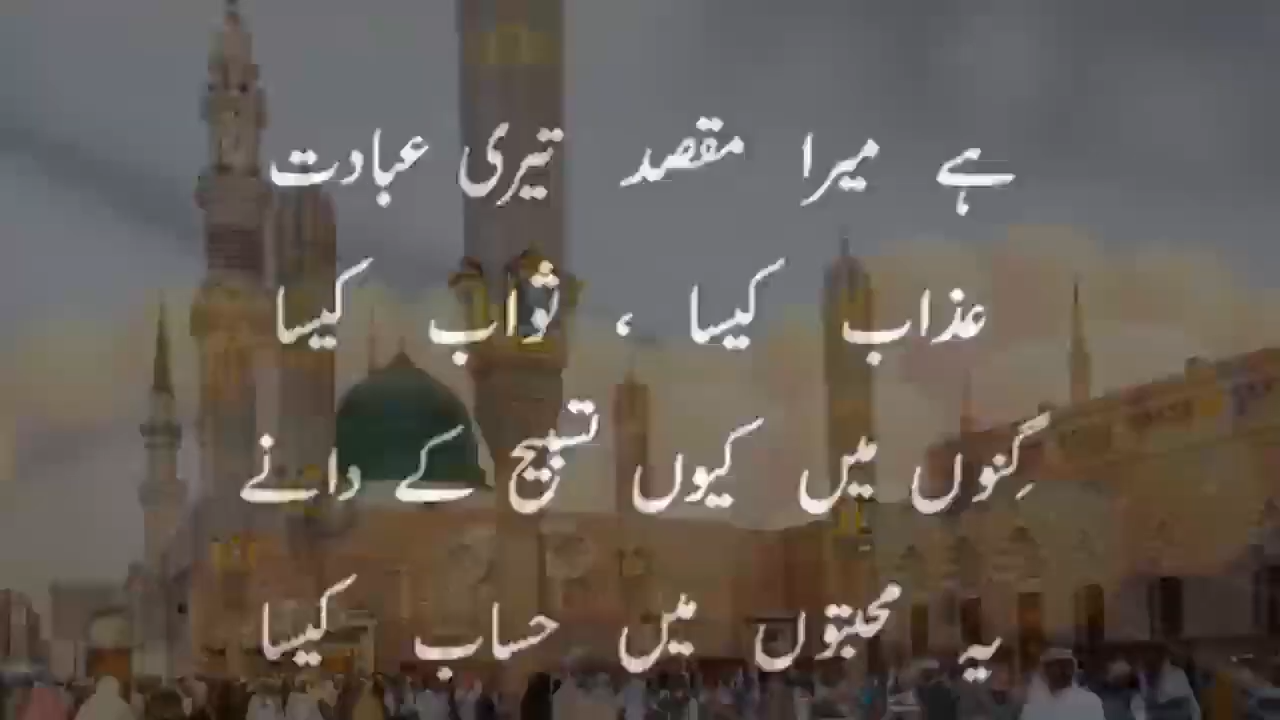 ہے میرا مقصد تیری عبادت
عذاب کیسا ، ثواب کیسا
گِنوں میں کیوں تسبیح کے دانے
یہ محبتوں میں حساب کیسا